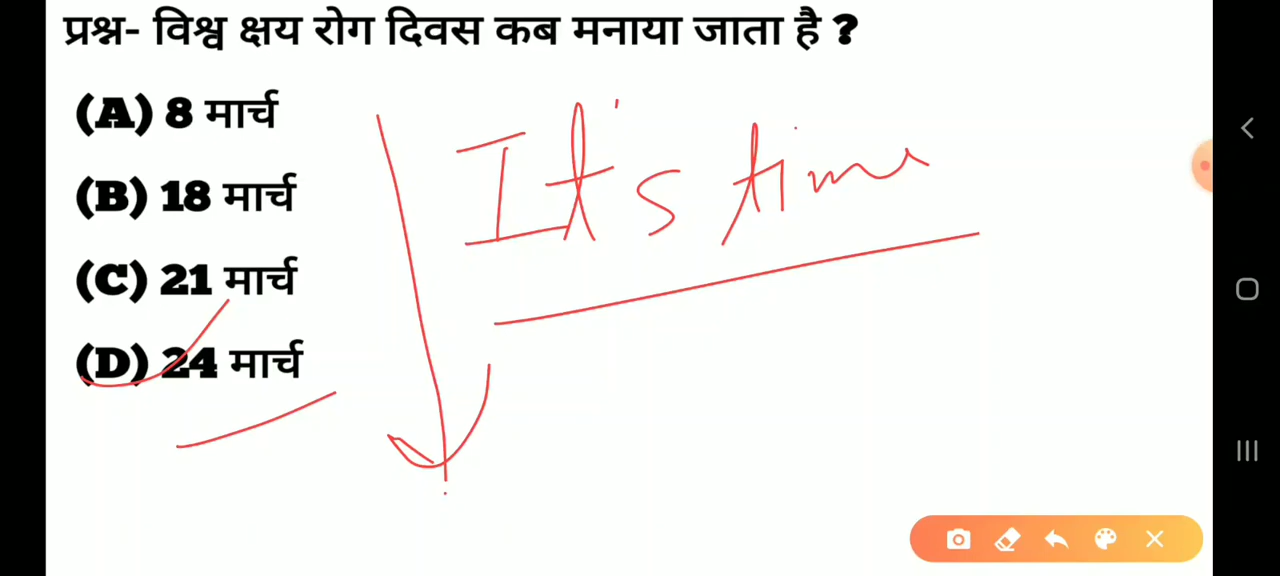 प्रश्न- विश्व क्षय रोग दिवस कब मनाया जाता है ?
(A) 8 मार्च
(B) 18 मार्च
(C) 21 मार्च
(D) 24 मार्च
It's time